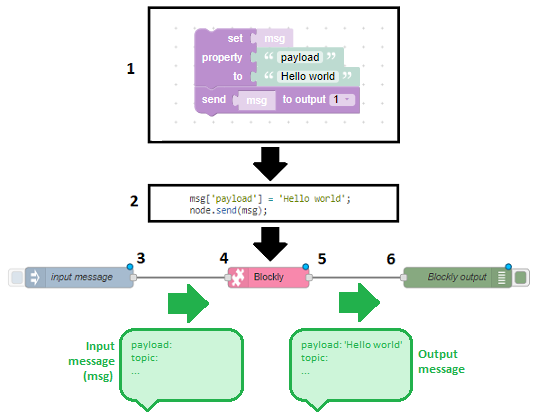 1
set msg
property “ payload ”
to “ Hello world ”
send msg to output 1
2
msg['payload'] = 'Hello world';
node.send(msg);
3 4 5 6
input message Blockly Blockly output
Input
message
(msg)
payload:
topic:
...
payload: 'Hello world'
topic:
...
Output
message